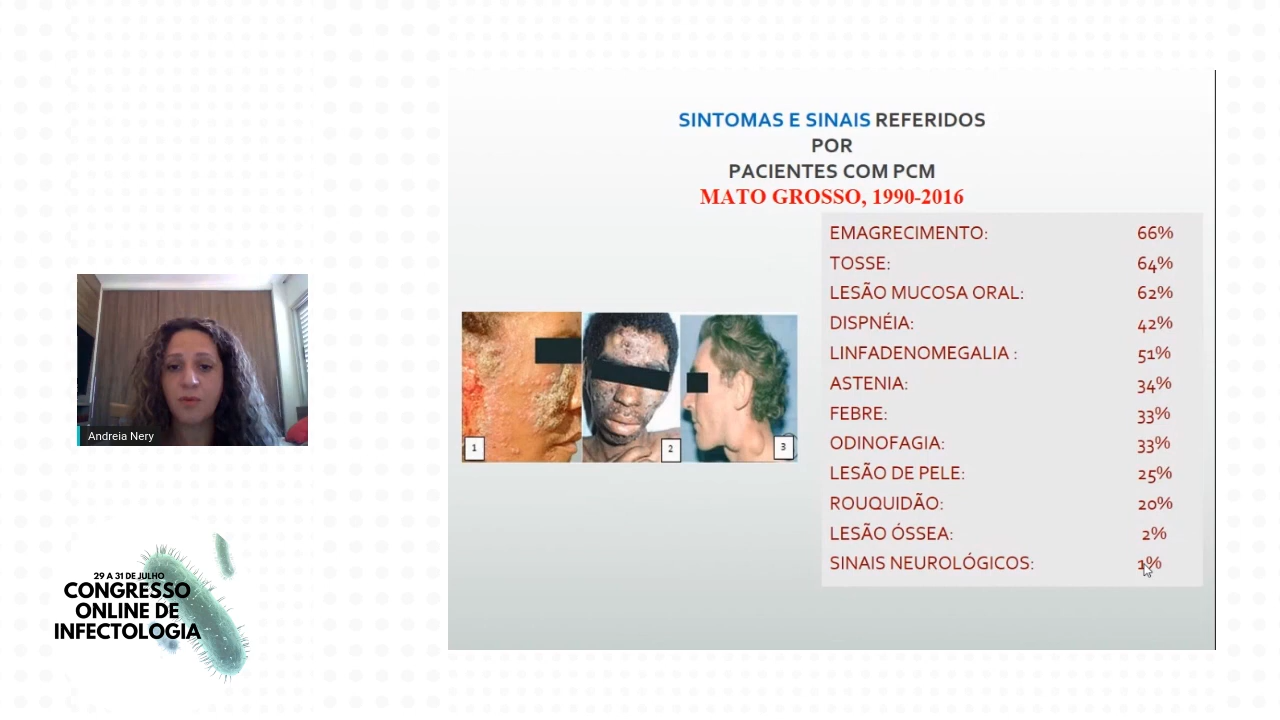 SINTOMAS E SINAIS REFERIDOS
POR
PACIENTES COM PCM
MATO GROSSO, 1990-2016
EMAGRECIMENTO: 66%
TOSSE: 64%
LESÃO MUCOSA ORAL: 62%
DISPNÉIA: 42%
LINFADENOMEGALIA : 51%
ASTENIA: 34%
FEBRE: 33%
ODINOFAGIA: 33%
LESÃO DE PELE: 25%
ROUQUIDÃO: 20%
LESÃO ÓSSEA: 2%
SINAIS NEUROLÓGICOS: 1%
1
2
3
Andreia Nery
29 A 31 DE JULHO
CONGRESSO
ONLINE DE
INFECTOLOGIA